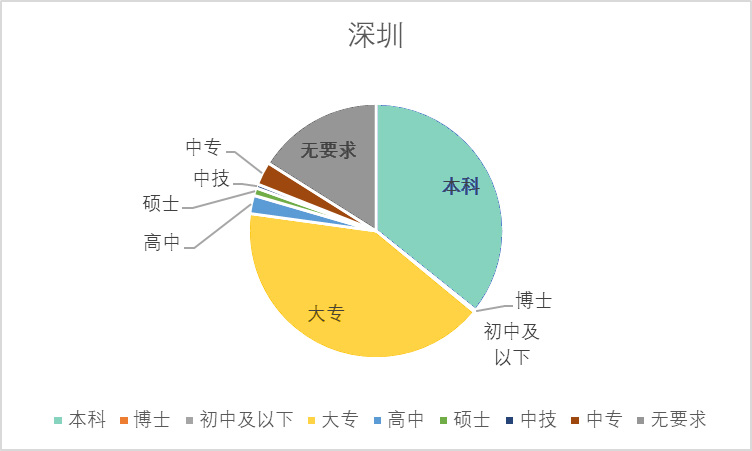 深圳
中专
无要求
本科
中技
硕士
高中
博士
大专
初中及
以下
本科 博士 初中及以下 大专 高中 硕士 中技 中专 无要求